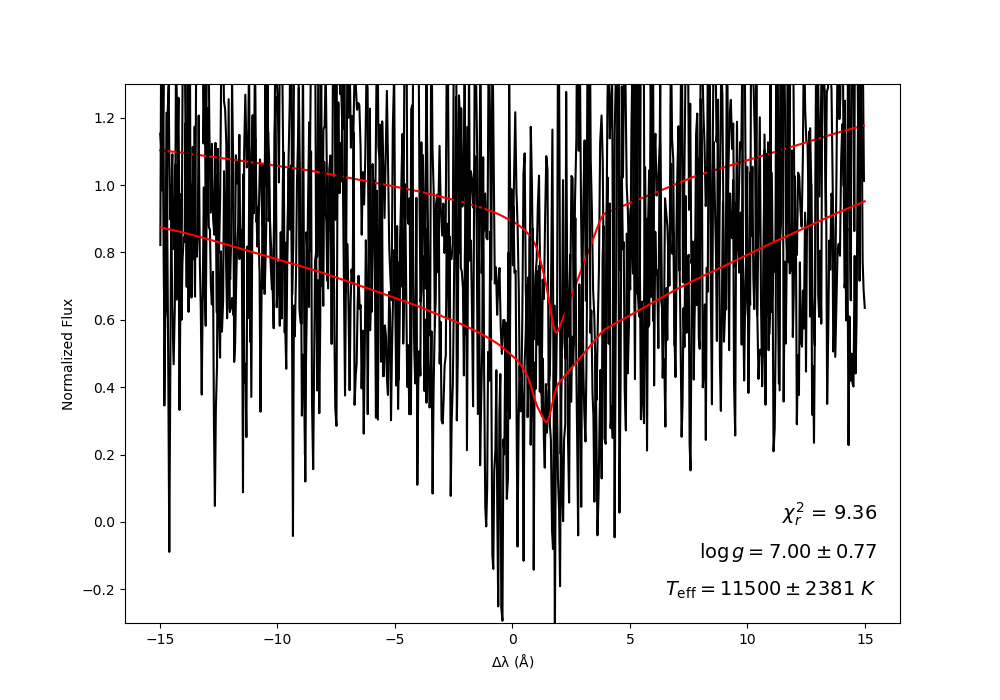 1.2
1.0
0.8
0.6
0.4
0.2
0.0
−0.2
Normalized Flux
χ²ᵣ = 9.36
log g = 7.00 ± 0.77
T_eff = 11500 ± 2381 K
−15 −10 −5 0 5 10 15
Δλ (Å)